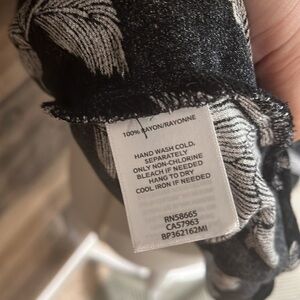 100% RAYON/RAYONNE
HAND WASH COLD,
SEPARATELY
ONLY NON-CHLORINE
BLEACH IF NEEDED
HANG TO DRY
COOL IRON IF NEEDED
RN58665
CA57963
BP362162MI